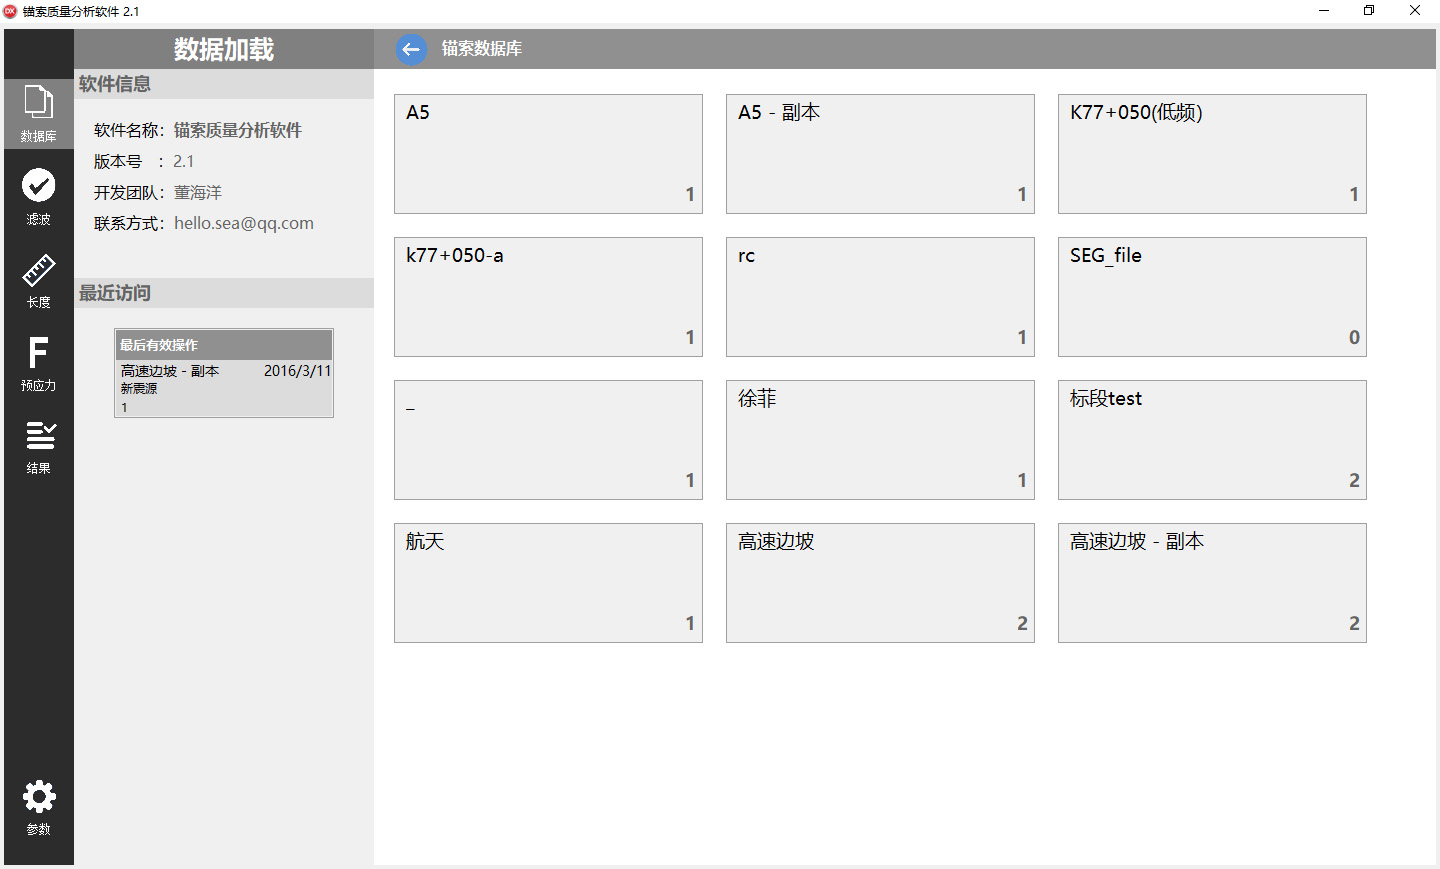 锚索质量分析软件 2.1
数据库
滤波
长度
预应力
结果
参数
数据加载
软件信息
软件名称：锚索质量分析软件
版本号 ：2.1
开发团队：董海洋
联系方式：hello.sea@qq.com
最近访问
最后有效操作
高速边坡 - 副本 2016/3/11
新震源
1
锚索数据库
A5
1
A5 - 副本
1
K77+050(低频)
1
k77+050-a
1
rc
1
SEG_file
0
_
1
徐菲
1
标段test
2
航天
1
高速边坡
2
高速边坡 - 副本
2